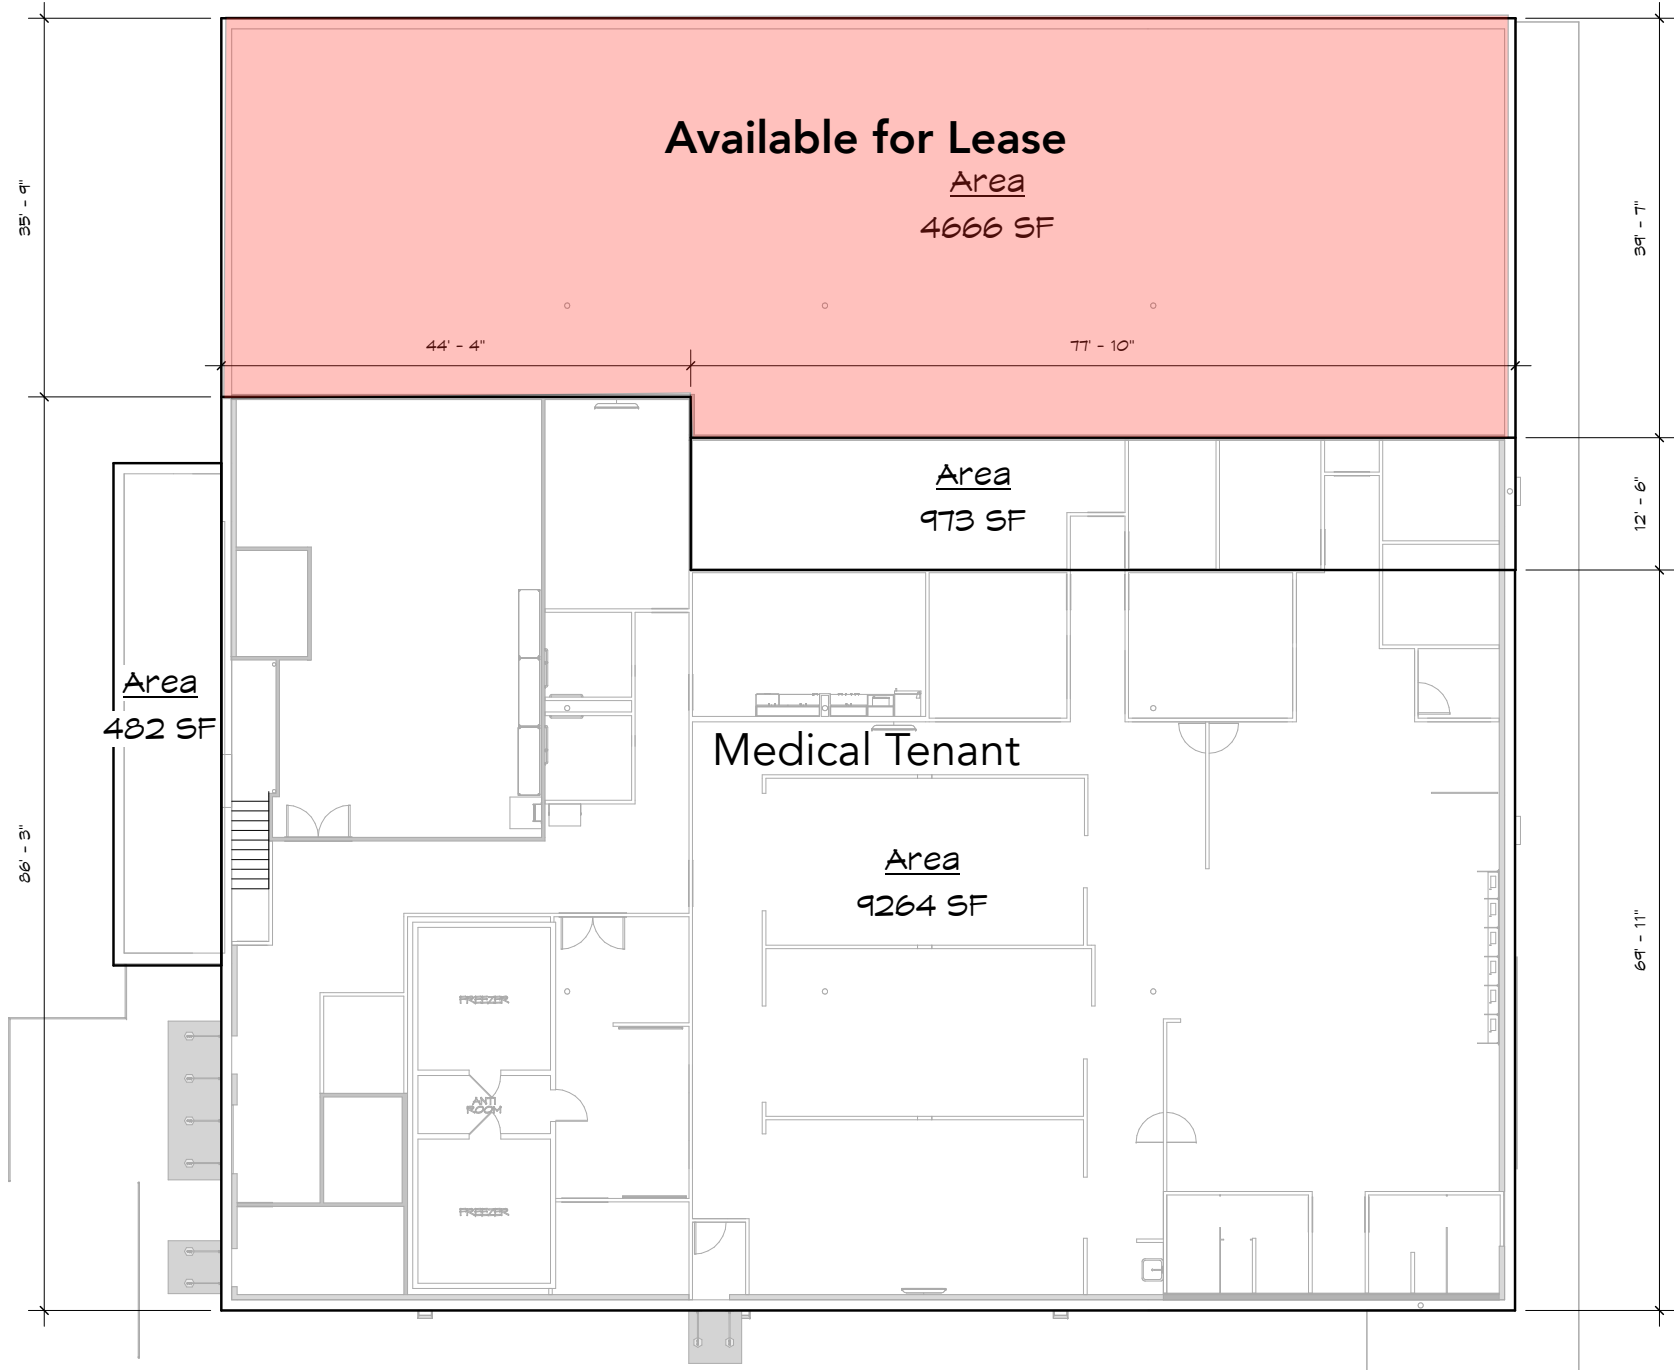 Available for Lease
Area
4666 SF
35' - 9"
39' - 7"
44' - 4"
77' - 10"
Area
973 SF
12' - 6"
Area
482 SF
Medical Tenant
86' - 3"
Area
9264 SF
69' - 11"
FREEZER
ANTI
ROOM
FREEZER